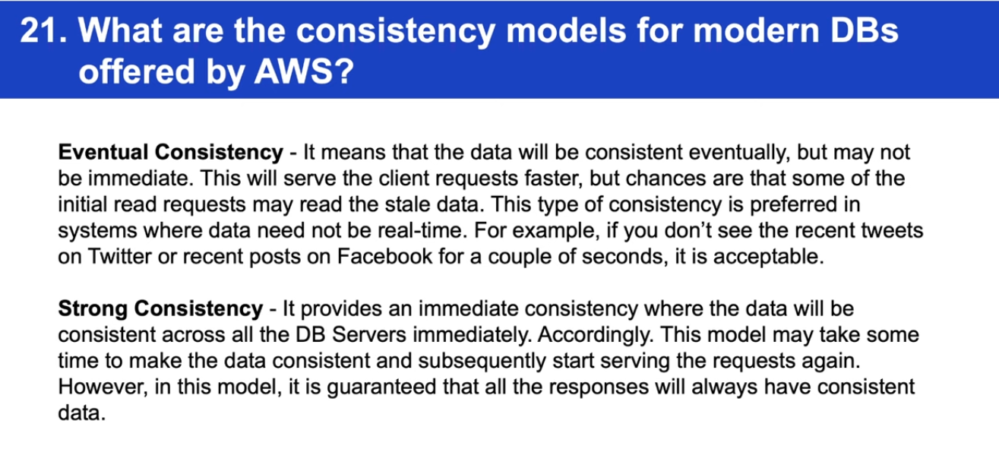 21. What are the consistency models for modern DBs
offered by AWS?
Eventual Consistency - It means that the data will be consistent eventually, but may not
be immediate. This will serve the client requests faster, but chances are that some of the
initial read requests may read the stale data. This type of consistency is preferred in
systems where data need not be real-time. For example, if you don’t see the recent tweets
on Twitter or recent posts on Facebook for a couple of seconds, it is acceptable.
Strong Consistency - It provides an immediate consistency where the data will be
consistent across all the DB Servers immediately. Accordingly. This model may take some
time to make the data consistent and subsequently start serving the requests again.
However, in this model, it is guaranteed that all the responses will always have consistent
data.